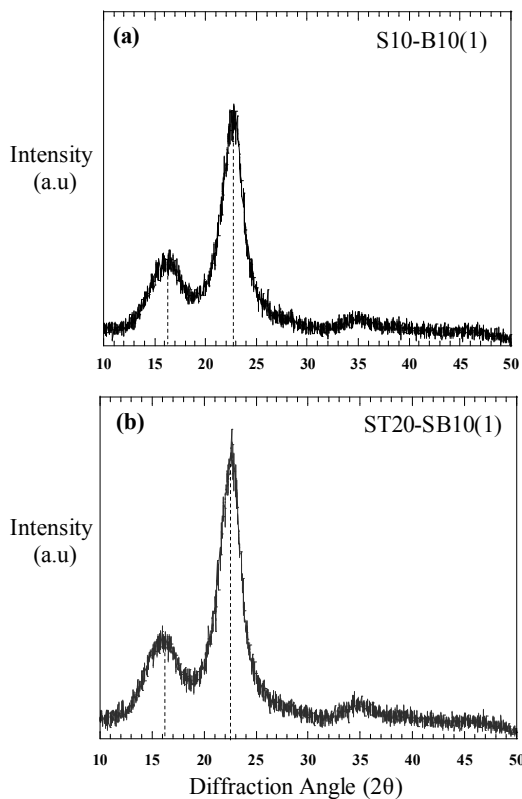 (a)
S10-B10(1)
Intensity
(a.u)
10 15 20 25 30 35 40 45 50
(b)
ST20-SB10(1)
Intensity
(a.u)
10 15 20 25 30 35 40 45 50
Diffraction Angle (2θ)